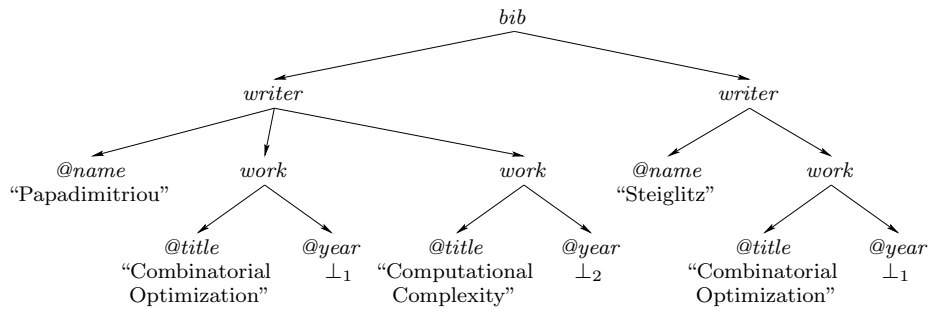 bib
writer writer
@name work work @name work
“Papadimitriou” “Steiglitz”
@title @year @title @year @title @year
“Combinatorial ⊥1 “Computational ⊥2 “Combinatorial ⊥1
Optimization” Complexity” Optimization”